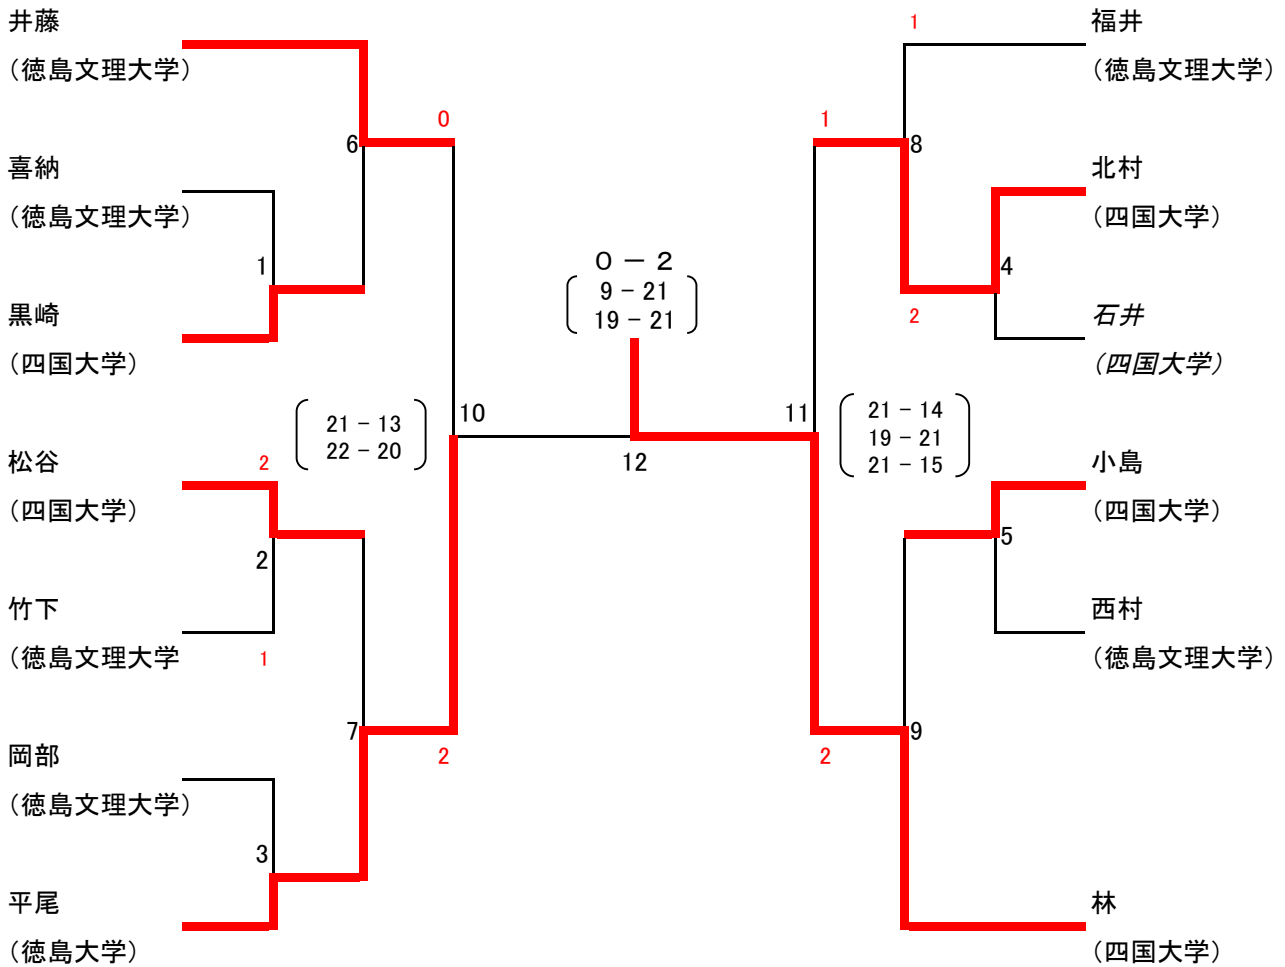 井藤
（徳島文理大学）
喜納
（徳島文理大学）
黒崎
（四国大学）
松谷
（四国大学）
竹下
（徳島文理大学
岡部
（徳島文理大学）
平尾
（徳島大学）
1
2
2
1
3
6
7
0
10
2
21 － 13
22 － 20
０ － ２
9 － 21
19 － 21
12
11
21 － 14
19 － 21
21 － 15
1
2
1
8
2
4
5
9
福井
（徳島文理大学）
北村
（四国大学）
石井
（四国大学）
小島
（四国大学）
西村
（徳島文理大学）
林
（四国大学）